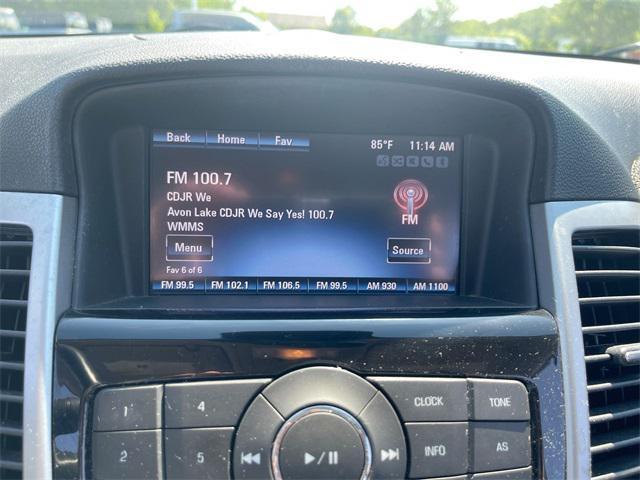 Back Home Fav 85°F 11:14 AM
FM 100.7
CDJR We
Avon Lake CDJR We Say Yes! 100.7
WMMS
FM
Menu Source
Fav 6 of 6
FM 99.5 FM 102.1 FM 106.5 FM 99.5 AM 930 AM 1100
1 4 CLOCK TONE
2 5 INFO AS